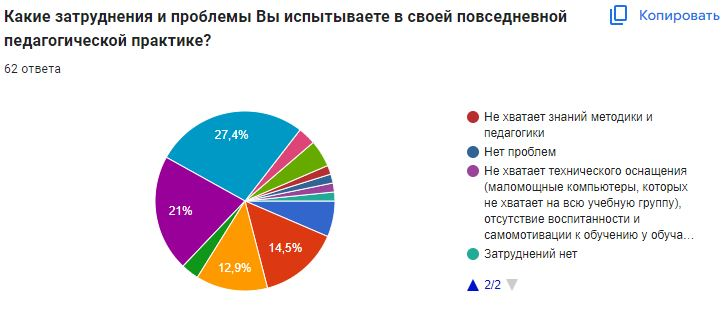 Какие затруднения и проблемы Вы испытываете в своей повседневной
педагогической практике?
Копировать
62 ответа
27,4%
21%
12,9%
14,5%
Не хватает знаний методики и
педагогики
Нет проблем
Не хватает технического оснащения
(маломощные компьютеры, которых
не хватает на всю учебную группу),
отсутствие воспитанности и
самомотивации к обучению у обуча…
Затруднений нет
2/2